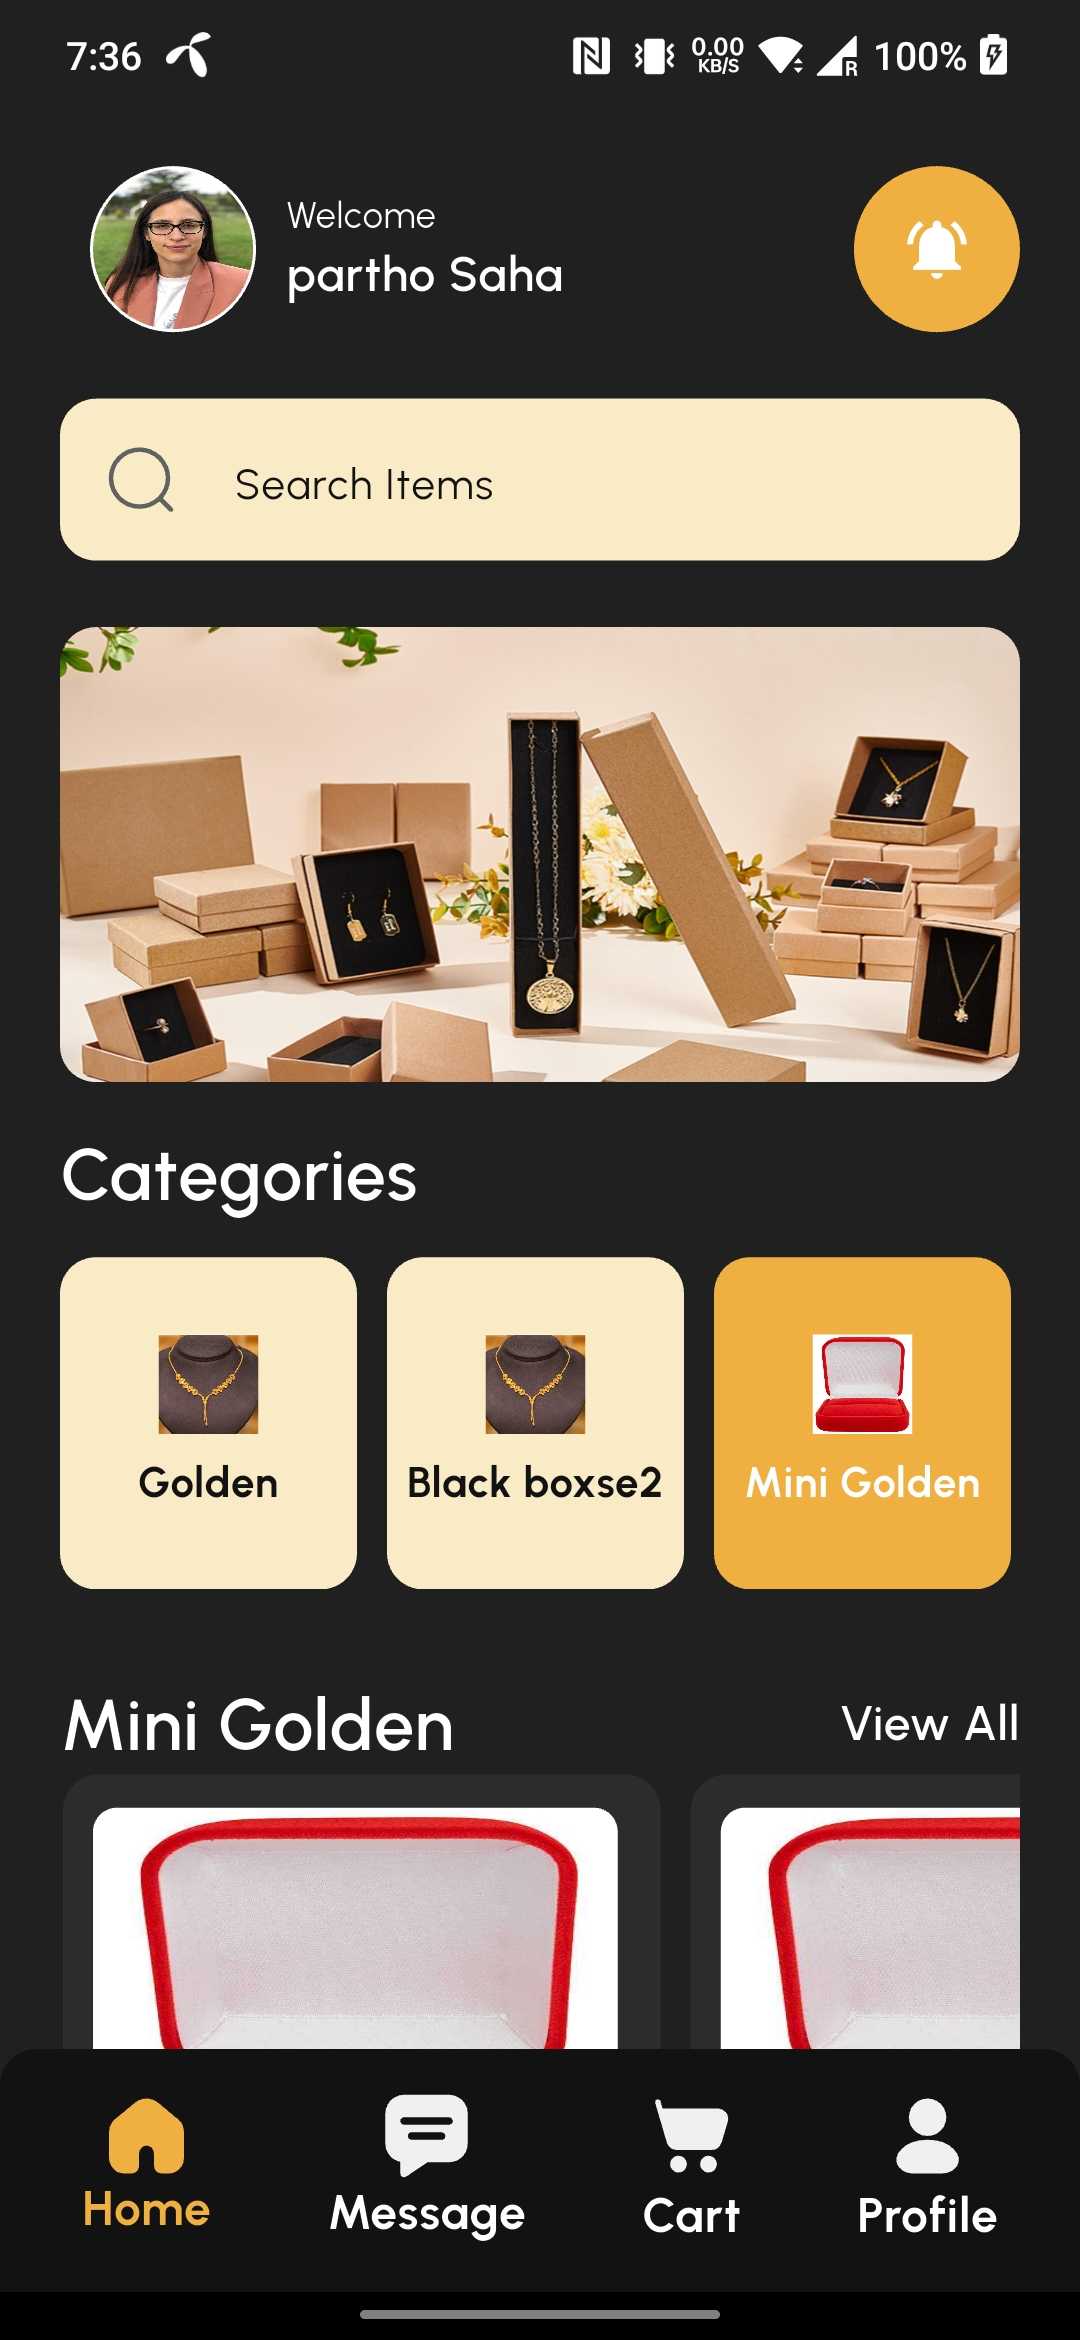 7:36
0.00
KB/S
R
100%
Welcome
partho Saha
Search Items
Categories
Golden
Black boxse2
Mini Golden
Mini Golden
View All
Home
Message
Cart
Profile